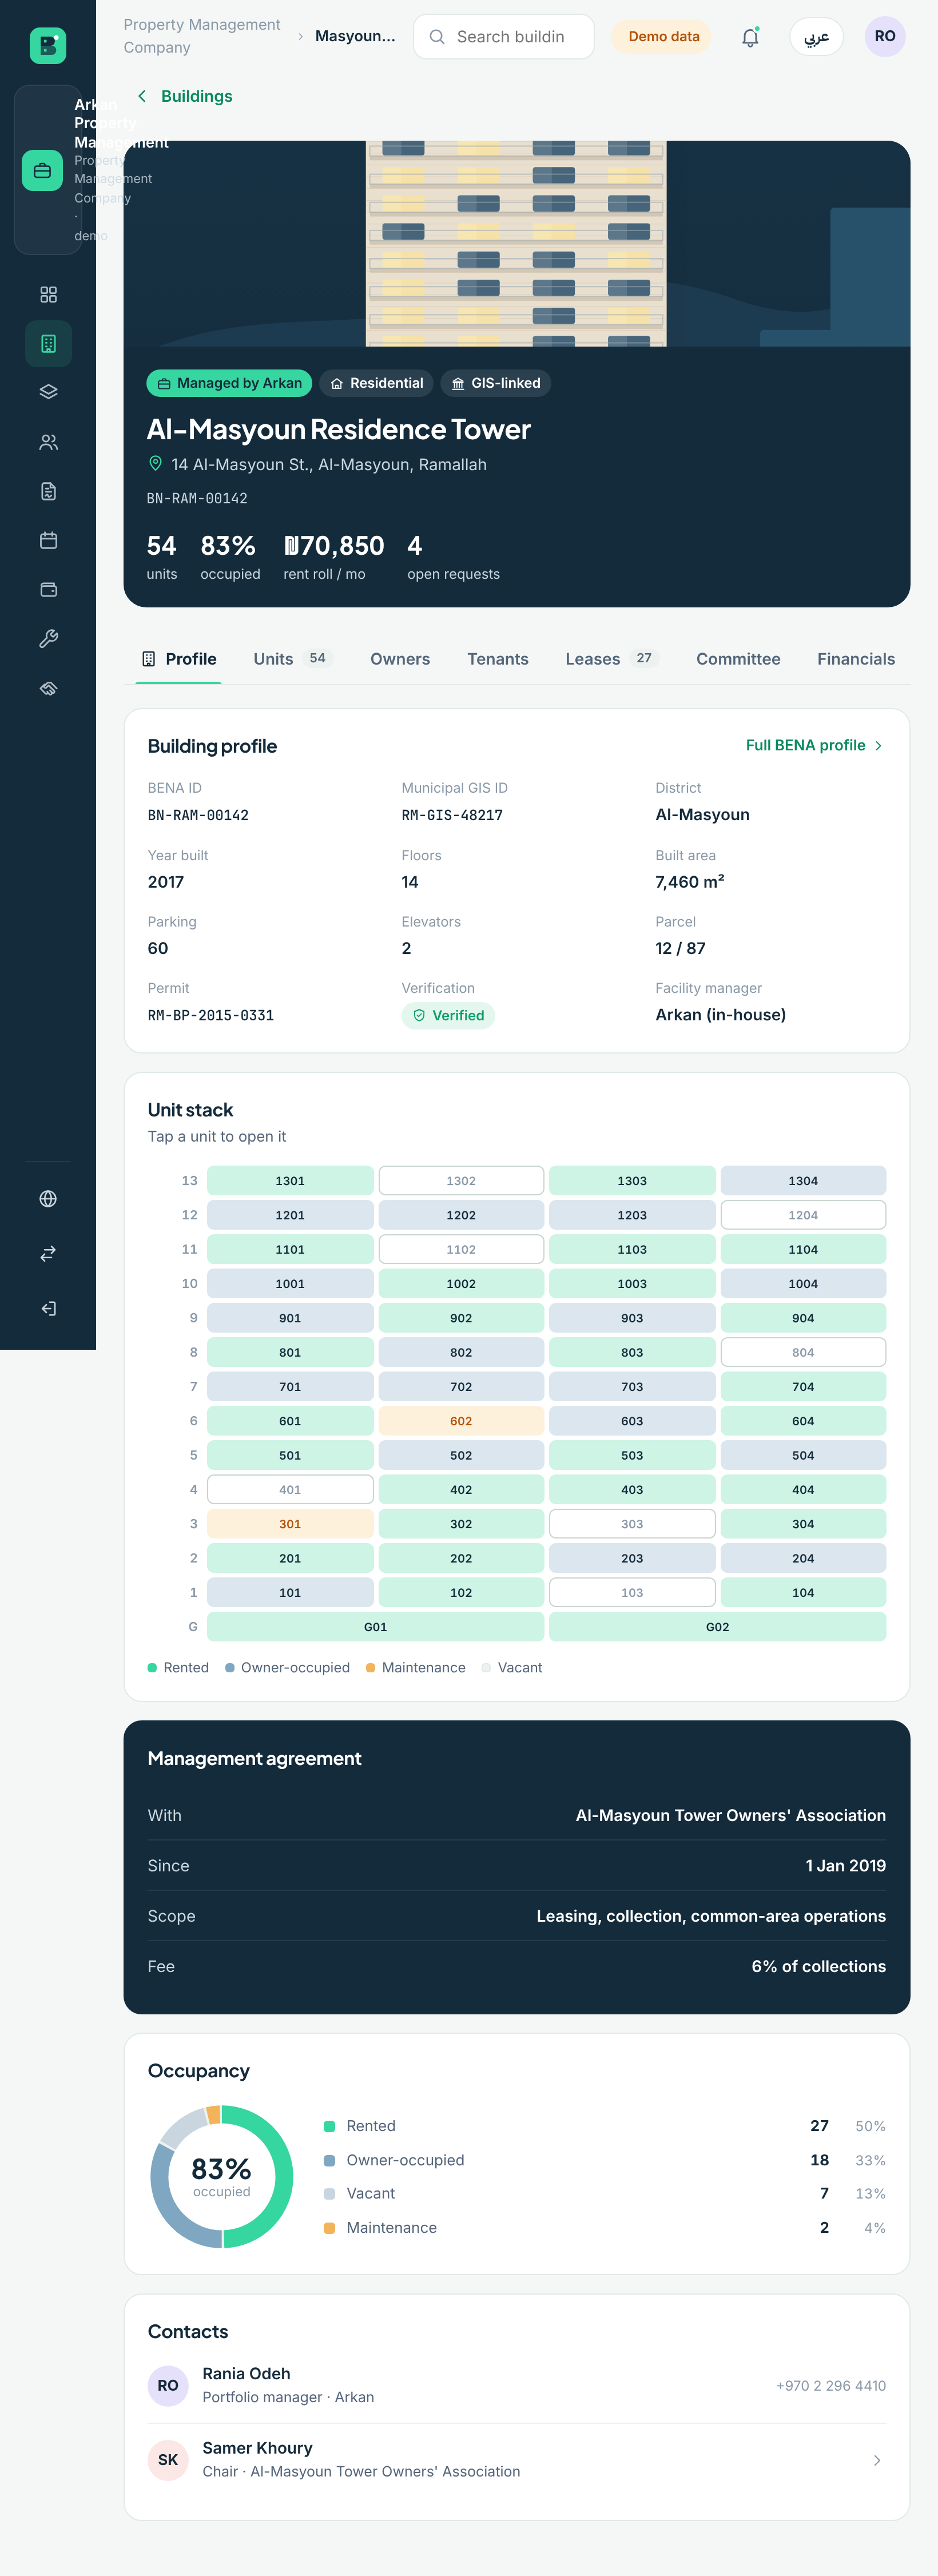 Property Management
Company
Masyoun...
Search buildin
Demo data
عربي
RO
B
Arkan
Property
Management
Property
Management
Company
·
demo
Buildings
Managed by Arkan
Residential
GIS-linked
Al-Masyoun Residence Tower
14 Al-Masyoun St., Al-Masyoun, Ramallah
BN-RAM-00142
54 83% ₪70,850 4
units occupied rent roll / mo open requests
Profile Units 54 Owners Tenants Leases 27 Committee Financials
Building profile
Full BENA profile
BENA ID Municipal GIS ID District
BN-RAM-00142 RM-GIS-48217 Al-Masyoun
Year built Floors Built area
2017 14 7,460 m²
Parking Elevators Parcel
60 2 12 / 87
Permit Verification Facility manager
RM-BP-2015-0331 Verified Arkan (in-house)
Unit stack
Tap a unit to open it
13 1301 1302 1303 1304
12 1201 1202 1203 1204
11 1101 1102 1103 1104
10 1001 1002 1003 1004
9 901 902 903 904
8 801 802 803 804
7 701 702 703 704
6 601 602 603 604
5 501 502 503 504
4 401 402 403 404
3 301 302 303 304
2 201 202 203 204
1 101 102 103 104
G G01 G02
Rented Owner-occupied Maintenance Vacant
Management agreement
With Al-Masyoun Tower Owners' Association
Since 1 Jan 2019
Scope Leasing, collection, common-area operations
Fee 6% of collections
Occupancy
83%
occupied
Rented 27 50%
Owner-occupied 18 33%
Vacant 7 13%
Maintenance 2 4%
Contacts
RO
Rania Odeh
Portfolio manager · Arkan
+970 2 296 4410
SK
Samer Khoury
Chair · Al-Masyoun Tower Owners' Association